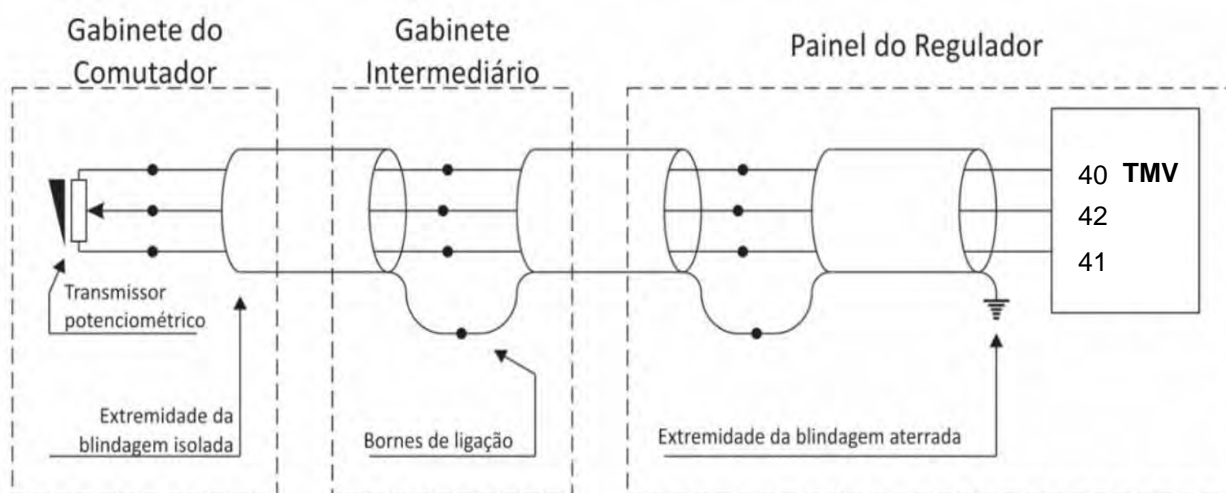 Gabinete do
Comutador
Gabinete
Intermediário
Painel do Regulador
40 TMV
42
41
Transmissor
potenciométrico
Extremidade da
blindagem isolada
Bornes de ligação
Extremidade da blindagem aterrada